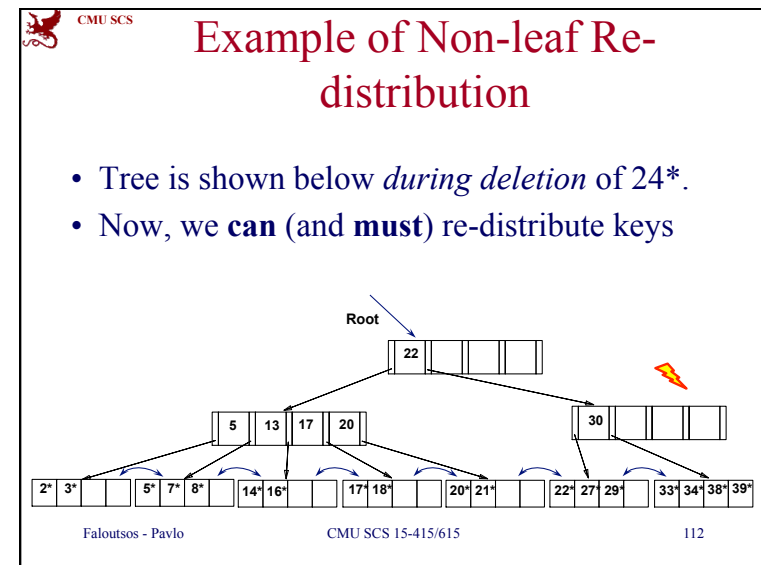 CMU SCS
Example of Non-leaf Re-
distribution
• Tree is shown below during deletion of 24*.
• Now, we can (and must) re-distribute keys
Root
22
30
5 13 17 20
2* 3* 5* 7* 8* 14* 16* 17* 18* 20* 21* 22* 27* 29* 33* 34* 38* 39*
Faloutsos - Pavlo CMU SCS 15-415/615 112